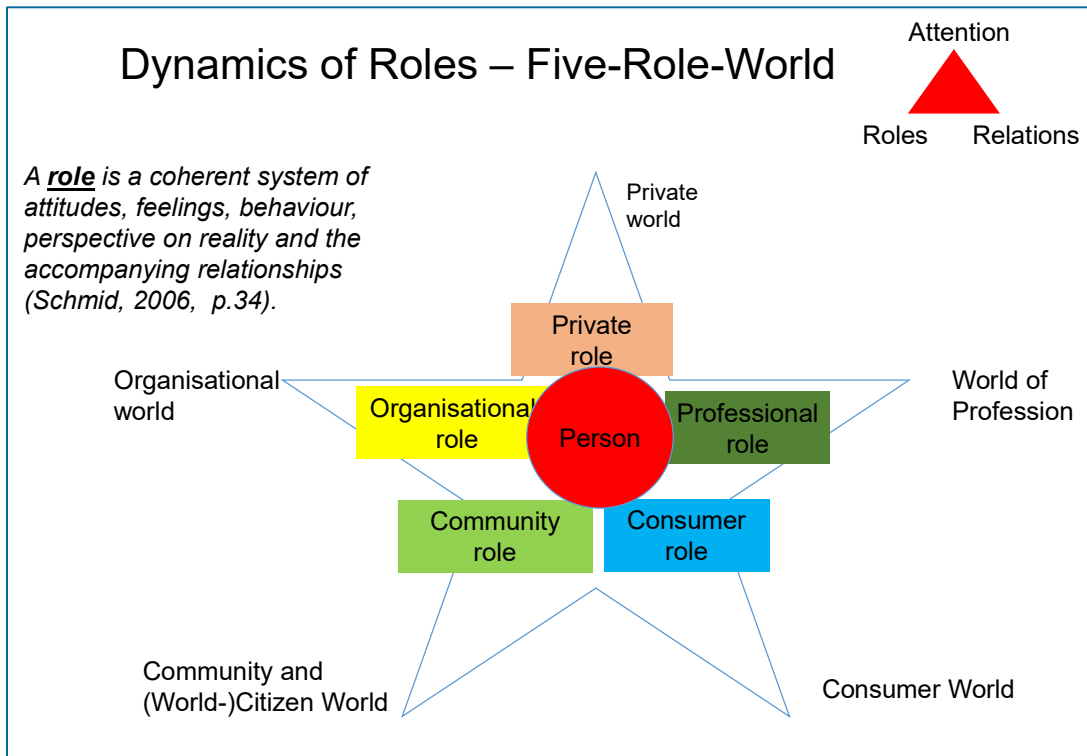 Dynamics of Roles – Five-Role-World
Attention
Roles
Relations
A role is a coherent system of
attitudes, feelings, behaviour,
perspective on reality and the
accompanying relationships
(Schmid, 2006, p.34).
Private
world
Private
role
Organisational
world
Organisational
role
Person
Professional
role
World of
Profession
Community
role
Consumer
role
Community and
(World-)Citizen World
Consumer World